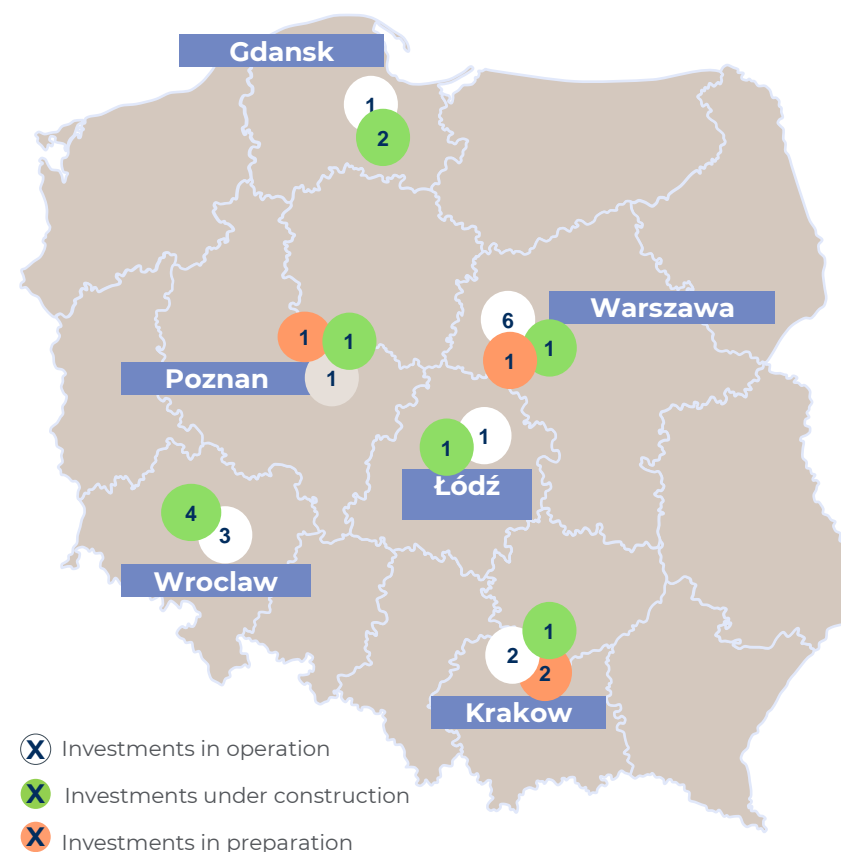 Gdansk
1
2
Warszawa
6
1
1
1
1
Poznan
1
1
1
Łódź
4
3
Wroclaw
1
2
2
Krakow
X Investments in operation
X Investments under construction
X Investments in preparation